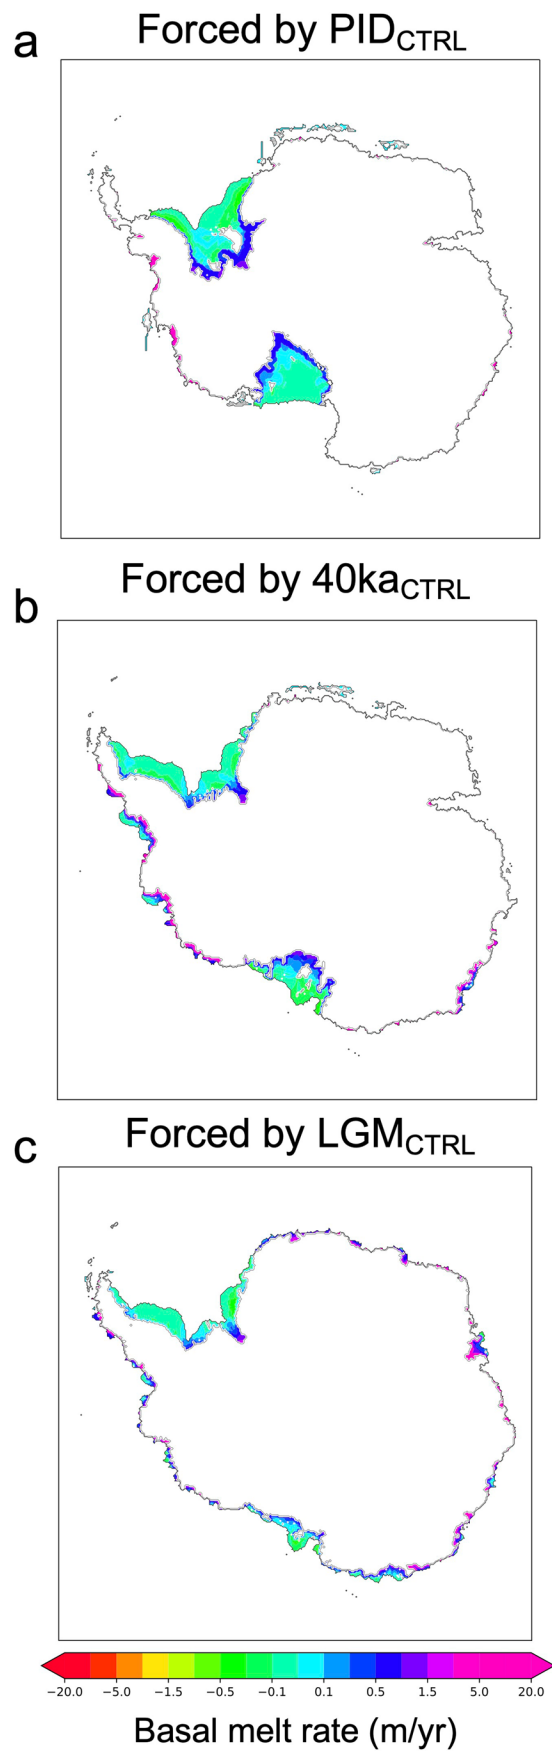 a
Forced by PIDCTRL
b
Forced by 40kaCTRL
c
Forced by LGMCTRL
−20.0 −5.0 −1.5 −0.5 −0.1 0.1 0.5 1.5 5.0 20.0
Basal melt rate (m/yr)